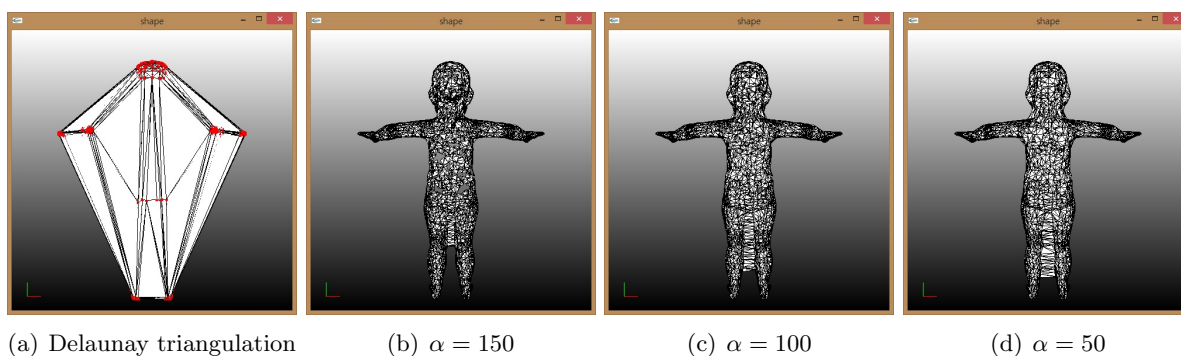 shape
shape
shape
shape
(a) Delaunay triangulation
(b) α = 150
(c) α = 100
(d) α = 50